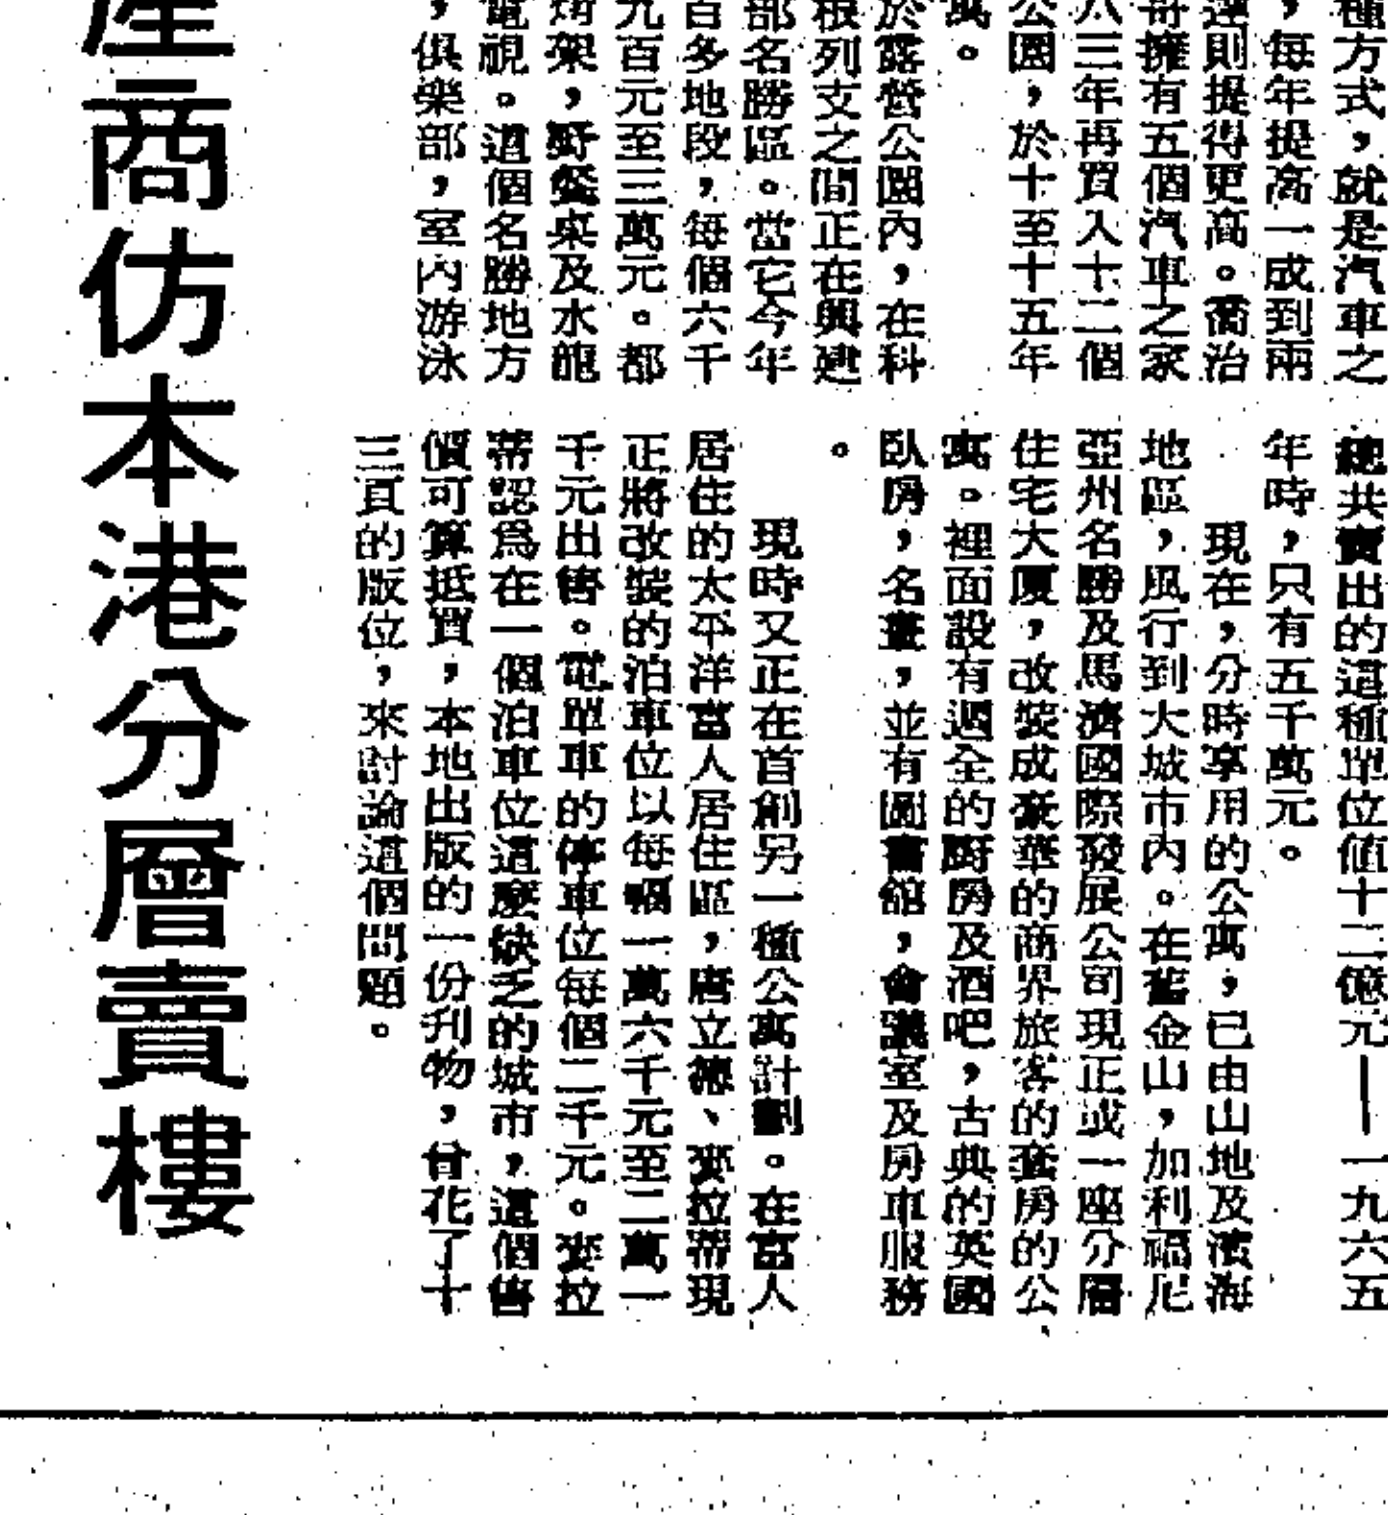 種方式，就是汽車之
，每年提高一成到兩
運則提得更高。喬治
哥擁有五個汽車之家
八三年再買入十二個
公園，於十至十五年
萬。
於露營公園內，在科
根列支之間正在興建
部名勝區。當它今年
百多地段，每個六千
九百元至三萬元。都
烤架，野餐桌及水龍
電視。這個名勝地方
，俱樂部，室內游泳
總共賣出的這種單位值十二億元——一九六五
年時，只有五千萬元。
現在，分時享用的公寓，已由山地及濱海
地區，風行到大城市內。在舊金山，加利福尼
亞州名勝及馬濟國際發展公司現正或一座分層
住宅大厦，改裝成豪華的商界旅客的套房的公
寓。裡面設有週全的厨房及酒吧，古典的英國
臥房，名畫，並有圖書館，會議室及房車服務
。
現時又正在首創另一種公寓計劃。在富人
居住的太平洋富人居住區，唐立德、麥拉蒂現
正將改裝的泊車位以每嗰一萬六千元至二萬一
千元出售。電單車的停車位每個二千元。麥拉
蒂認爲在一個泊車位這麼缺乏的城市，這個售
價可算抵買，本地出版的一份刋物，曾花了十
三頁的版位，來討論這個問題。
產商仿本港分層賣樓